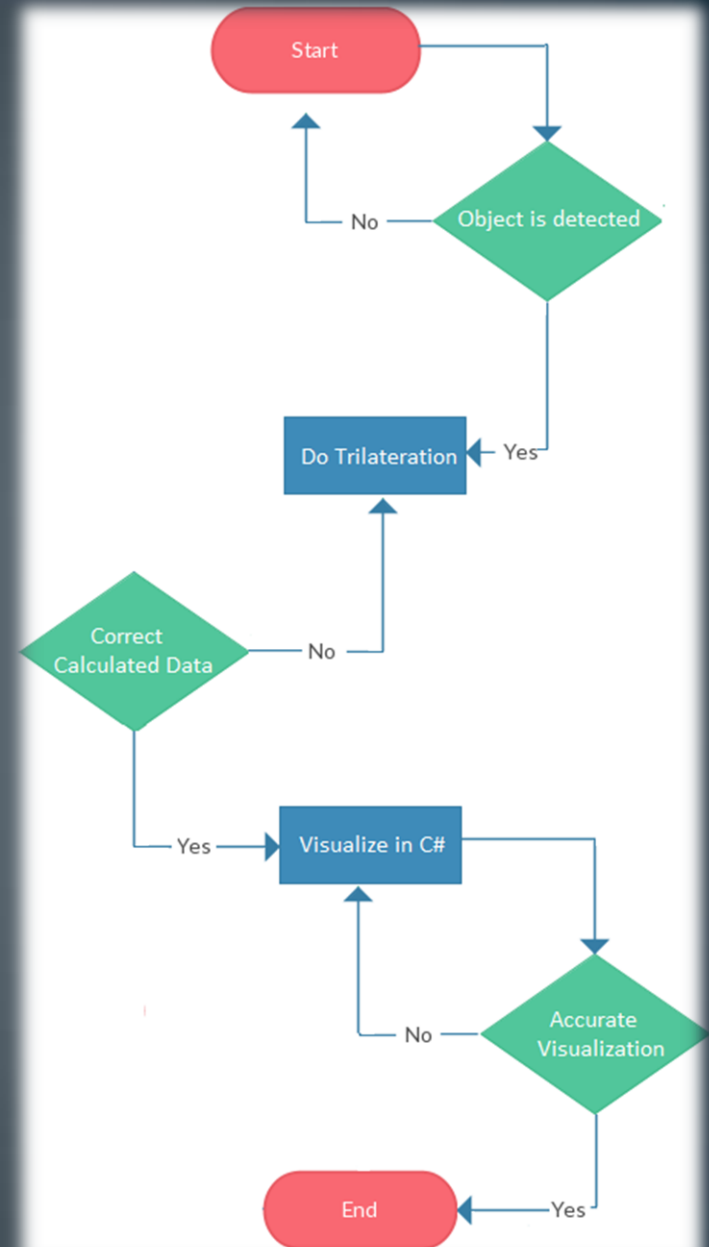 Start
Object is detected
No
Do Trilateration
Yes
Correct
Calculated Data
No
Yes
Visualize in C#
Accurate
Visualization
No
End
Yes